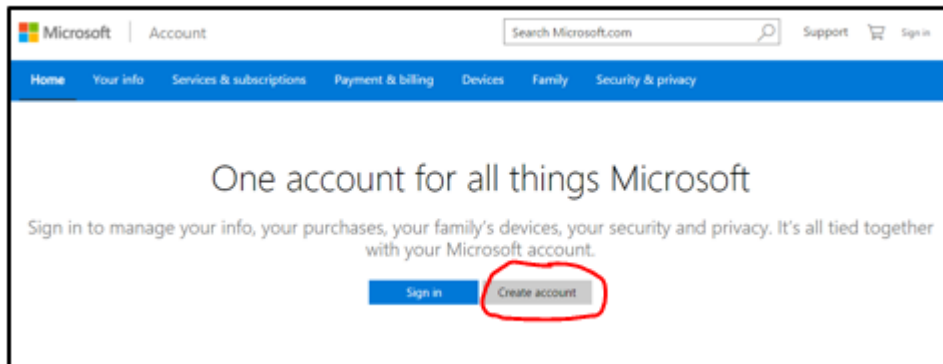 Microsoft Account Search Microsoft.com Support Sign in
Home Your info Services & subscriptions Payment & billing Devices Family Security & privacy
One account for all things Microsoft
Sign in to manage your info, your purchases, your family's devices, your security and privacy. It's all tied together
with your Microsoft account.
Sign in Create account